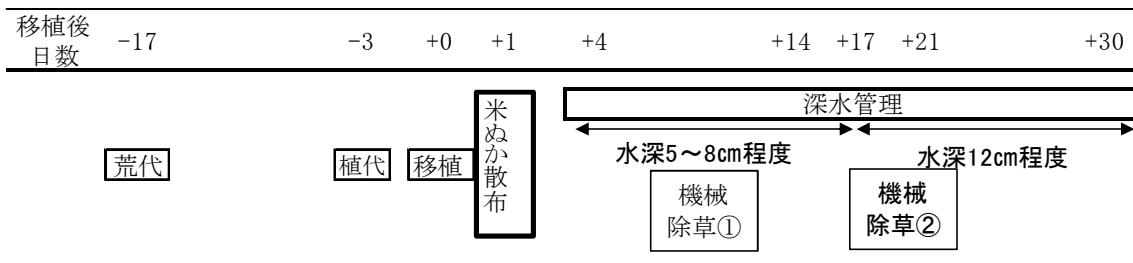 移植後
日数
-17 -3 +0 +1 +4 +14 +17 +21 +30
深水管理
水深5～8㎝程度 水深12㎝程度
荒代 植代 移植
米ぬか散布
機械
除草①
機械
除草②